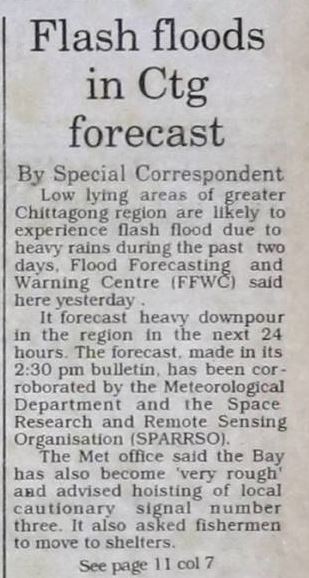 Flash floods
in Ctg
forecast
By Special Correspondent
Low lying areas of greater
Chittagong region are likely to
experience flash flood due to
heavy rains during the past two
days, Flood Forecasting and
Warning Centre (FFWC) said
here yesterday .
It forecast heavy downpour
in the region in the next 24
hours. The forecast, made in its
2:30 pm bulletin, has been cor-
roborated by the Meteorological
Department and the Space
Research and Remote Sensing
Organisation (SPARRSO).
The Met office said the Bay
has also become 'very rough'
and advised hoisting of local
cautionary signal number
three. It also asked fishermen
to move to shelters.
See page 11 col 7